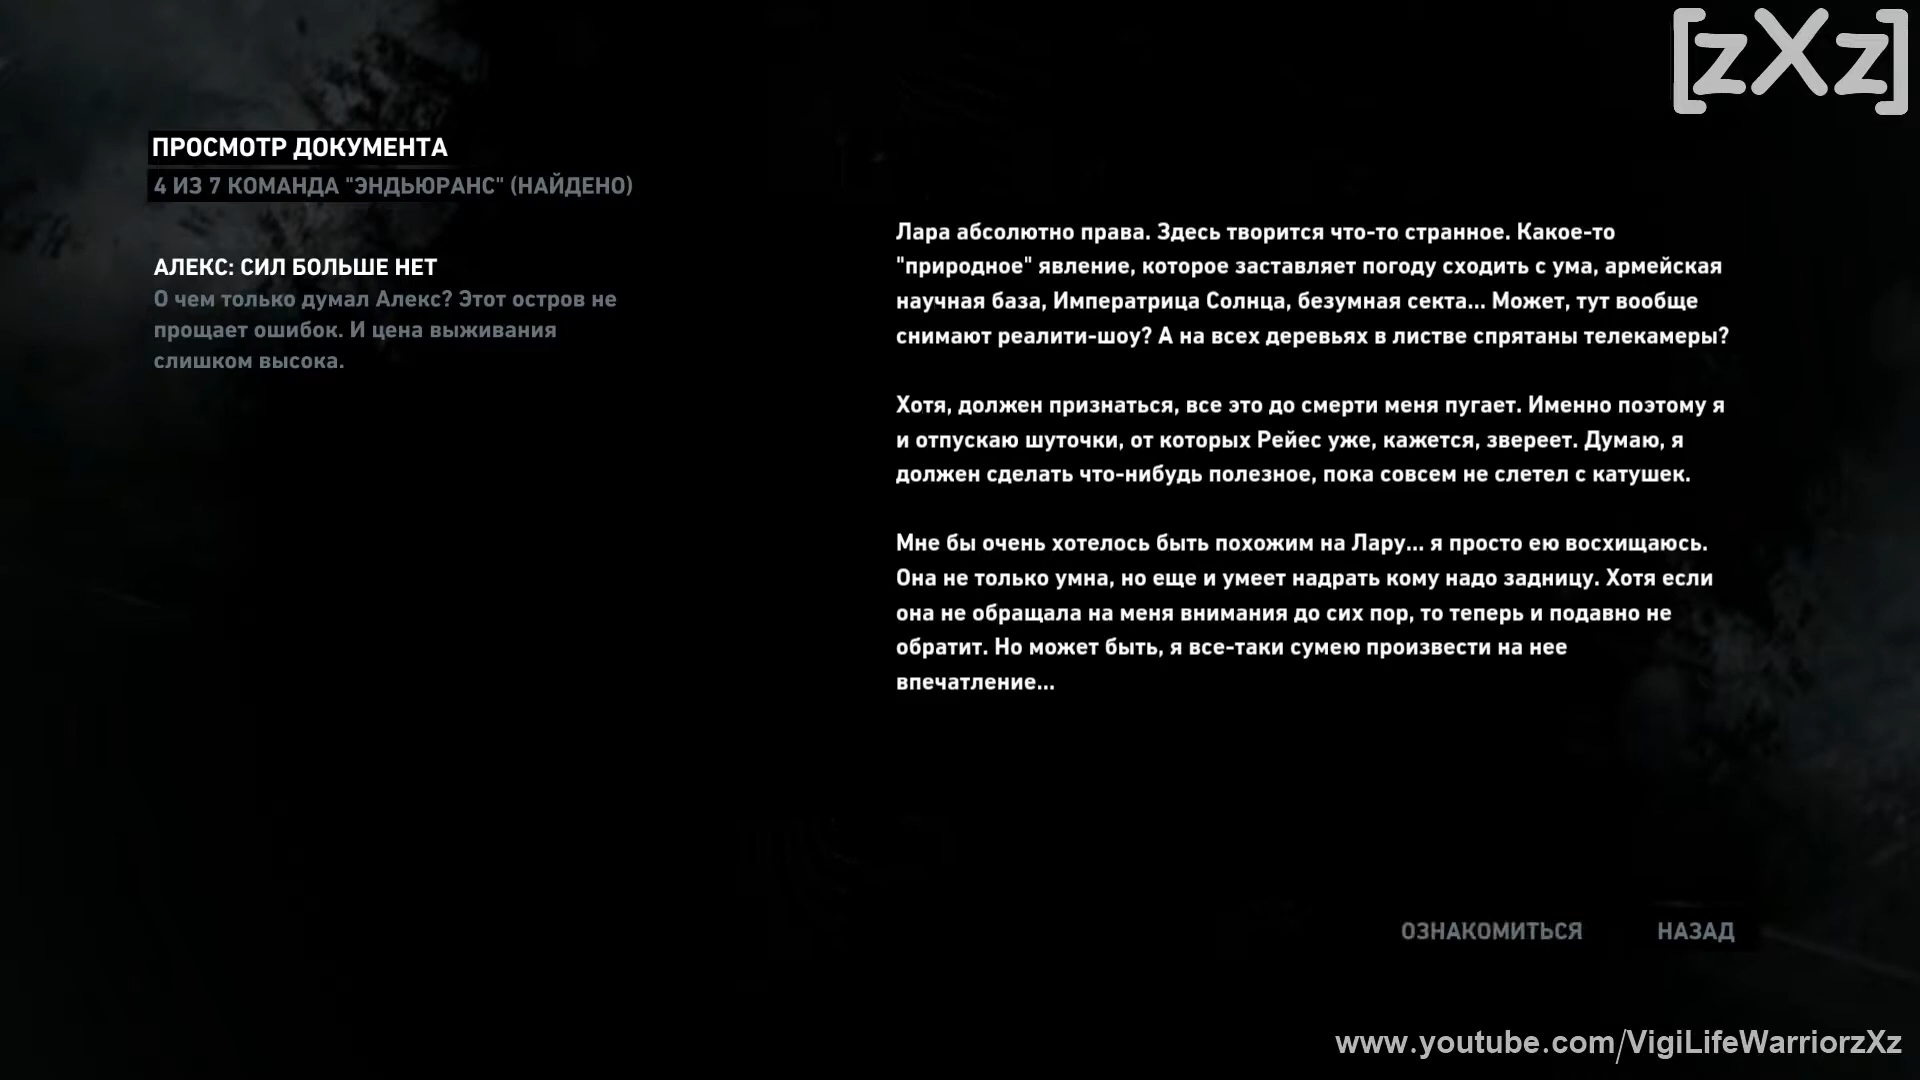 [zXz]
ПРОСМОТР ДОКУМЕНТА
4 ИЗ 7 КОМАНДА "ЭНДЬЮРАНС" (НАЙДЕНО)
АЛЕКС: СИЛ БОЛЬШЕ НЕТ
О чем только думал Алекс? Этот остров не
прощает ошибок. И цена выживания
слишком высока.
Лара абсолютно права. Здесь творится что-то странное. Какое-то
"природное" явление, которое заставляет погоду сходить с ума, армейская
научная база, Императрица Солнца, безумная секта... Может, тут вообще
снимают реалити-шоу? А на всех деревьях в листве спрятаны телекамеры?
Хотя, должен признаться, все это до смерти меня пугает. Именно поэтому я
и отпускаю шуточки, от которых Рейес уже, кажется, звереет. Думаю, я
должен сделать что-нибудь полезное, пока совсем не слетел с катушек.
Мне бы очень хотелось быть похожим на Лару... я просто ею восхищаюсь.
Она не только умна, но еще и умеет надрать кому надо задницу. Хотя если
она не обращала на меня внимания до сих пор, то теперь и подавно не
обратит. Но может быть, я все-таки сумею произвести на нее
впечатление...
ОЗНАКОМИТЬСЯ НАЗАД
www.youtube.com/VigiLifeWarriorzXz